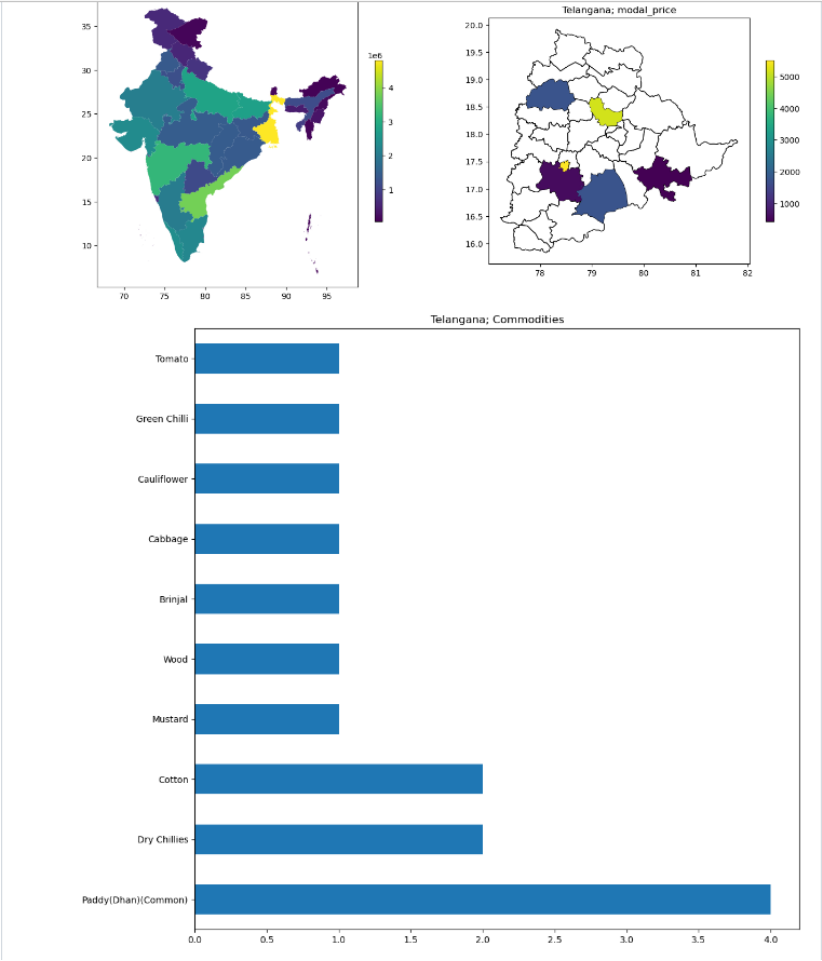 35
30
25
20
15
10
70 75 80 85 90 95
1e6
4
3
2
1
Telangana; modal_price
20.0
19.5
19.0
18.5
18.0
17.5
17.0
16.5
16.0
78 79 80 81 82
5000
4000
3000
2000
1000
Telangana; Commodities
Tomato
Green Chilli
Cauliflower
Cabbage
Brinjal
Wood
Mustard
Cotton
Dry Chillies
Paddy(Dhan)(Common)
0.0 0.5 1.0 1.5 2.0 2.5 3.0 3.5 4.0